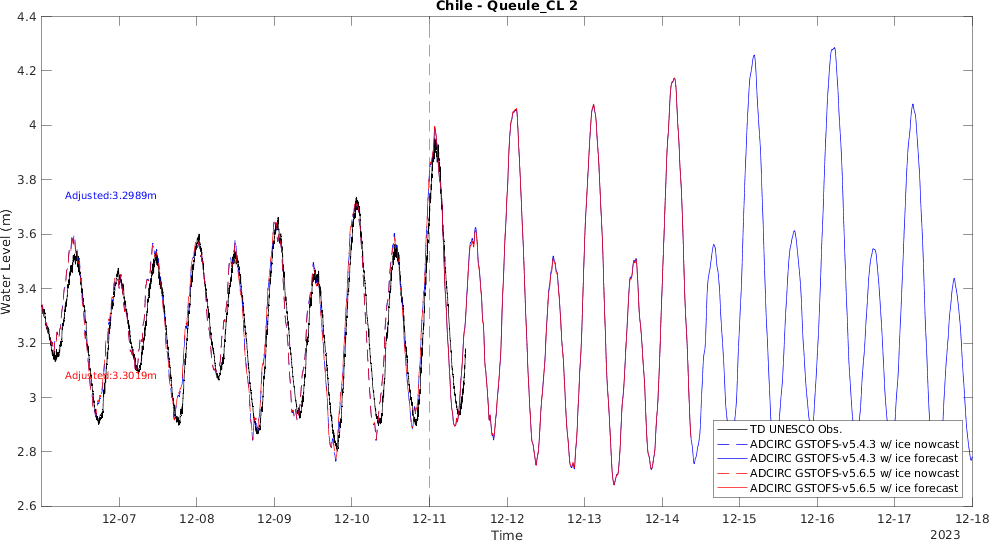 Chile - Queule_CL 2
4.4
4.2
4
3.8
3.6
3.4
3.2
3
2.8
2.6
Water Level (m)
Adjusted:3.2989m
Adjusted:3.3019m
TD UNESCO Obs.
ADCIRC GSTOFS-v5.4.3 w/ ice nowcast
ADCIRC GSTOFS-v5.4.3 w/ ice forecast
ADCIRC GSTOFS-v5.6.5 w/ ice nowcast
ADCIRC GSTOFS-v5.6.5 w/ ice forecast
12-07 12-08 12-09 12-10 12-11 12-12 12-13 12-14 12-15 12-16 12-17 12-18
Time
2023